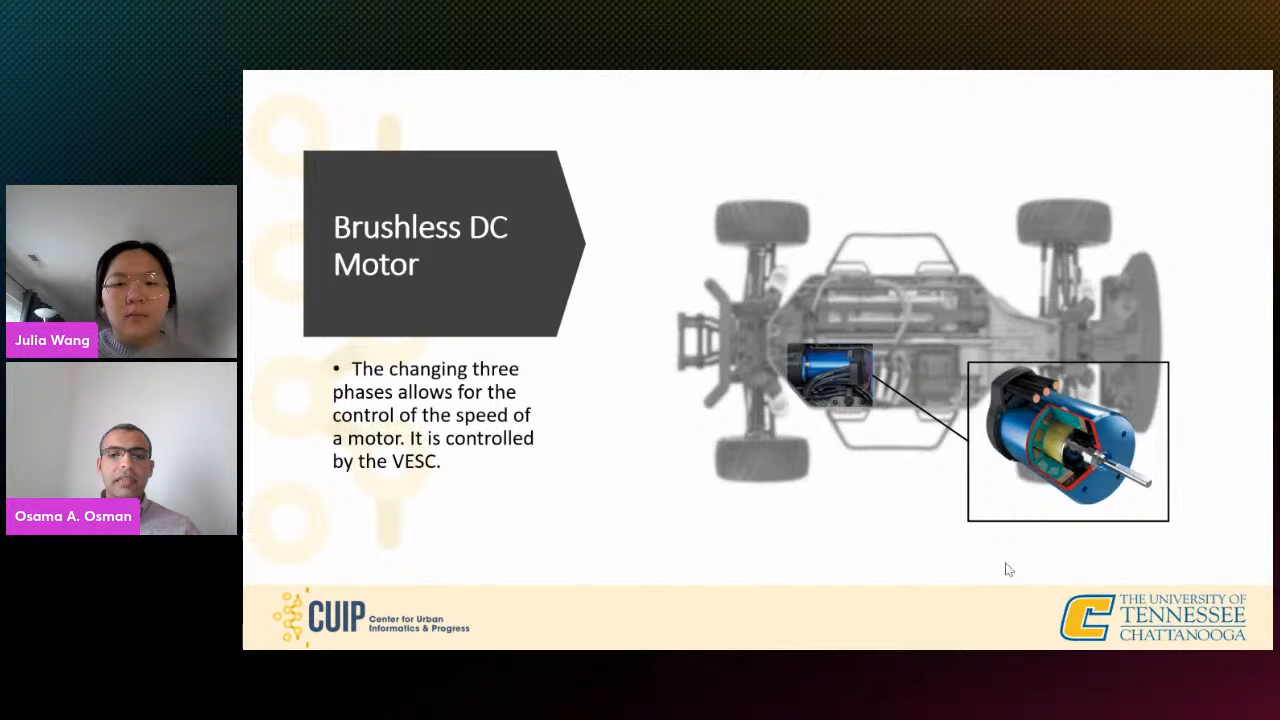 Brushless DC
Motor
• The changing three
phases allows for the
control of the speed of
a motor. It is controlled
by the VESC.
Julia Wang
Osama A. Osman
CUIP Center for Urban
Informatics & Progress
THE UNIVERSITY OF
TENNESSEE
CHATTANOOGA